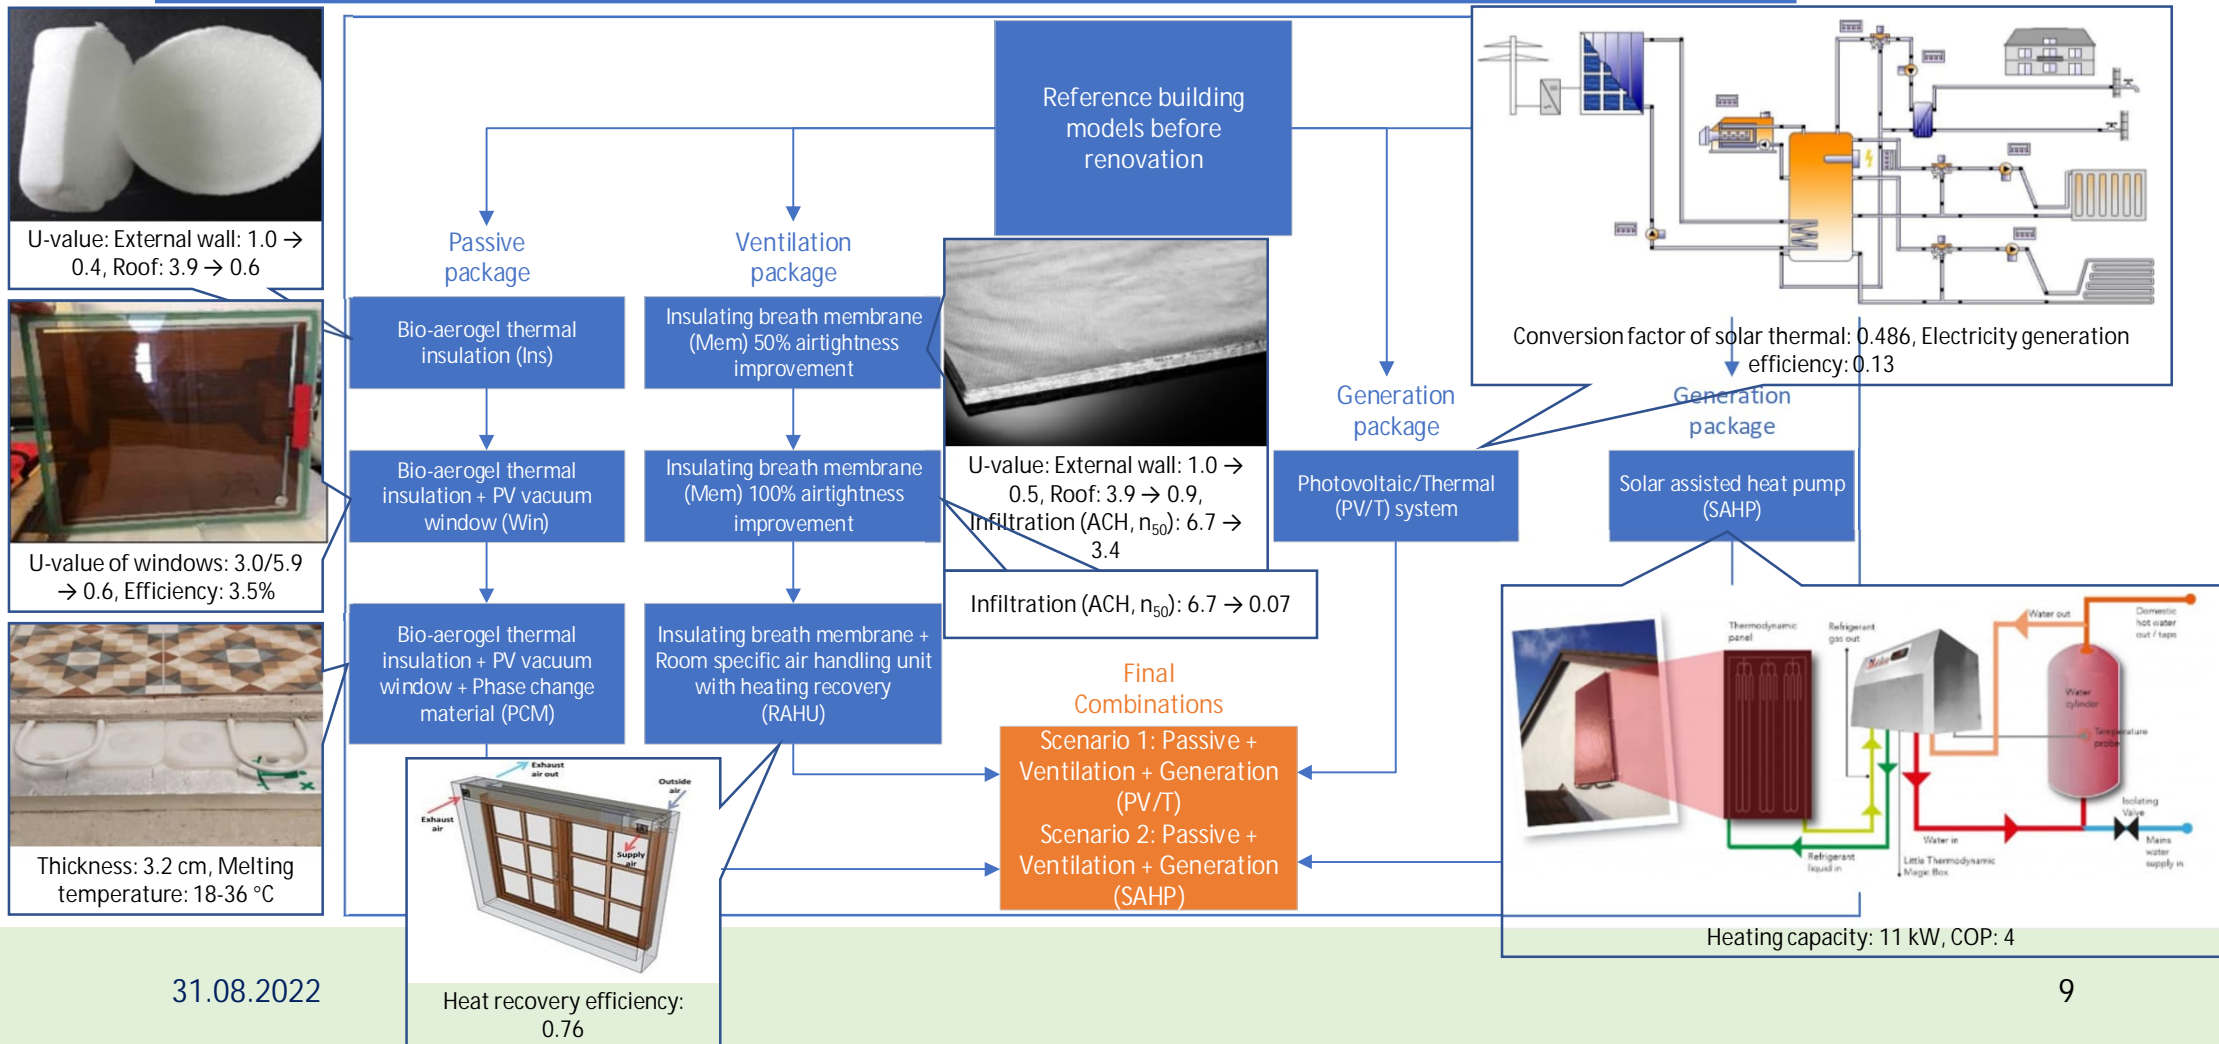 Reference building
models before
renovation
U-value: External wall: 1.0 →
0.4, Roof: 3.9 → 0.6
U-value of windows: 3.0/5.9
→ 0.6, Efficiency: 3.5%
Thickness: 3.2 cm, Melting
temperature: 18-36 °C
Passive
package
Bio-aerogel thermal
insulation (Ins)
Bio-aerogel thermal
insulation + PV vacuum
window (Win)
Bio-aerogel thermal
insulation + PV vacuum
window + Phase change
material (PCM)
Ventilation
package
Insulating breath membrane
(Mem) 50% airtightness
improvement
Insulating breath membrane
(Mem) 100% airtightness
improvement
Insulating breath membrane +
Room specific air handling unit
with heating recovery
(RAHU)
U-value: External wall: 1.0 →
0.5, Roof: 3.9 → 0.9,
Infiltration (ACH, n50): 6.7 →
3.4
Infiltration (ACH, n50): 6.7 → 0.07
Exhaust
air out
Outside
air
Exhaust
air
Supply
air
Heat recovery efficiency:
0.76
Conversion factor of solar thermal: 0.486, Electricity generation
efficiency: 0.13
Generation
package
Photovoltaic/Thermal
(PV/T) system
Generation
package
Solar assisted heat pump
(SAHP)
Final
Combinations
Scenario 1: Passive +
Ventilation + Generation
(PV/T)
Scenario 2: Passive +
Ventilation + Generation
(SAHP)
Thermodynamic
panel
Refrigerant
gas out
Water out
Domestic
hot water
out / taps
Water
cylinder
Temperature
probe
Isolating
Valve
Mains
water
supply in
Water in
Refrigerant
liquid in
Little Thermodynamic
Magic Box
Heating capacity: 11 kW, COP: 4
31.08.2022
9